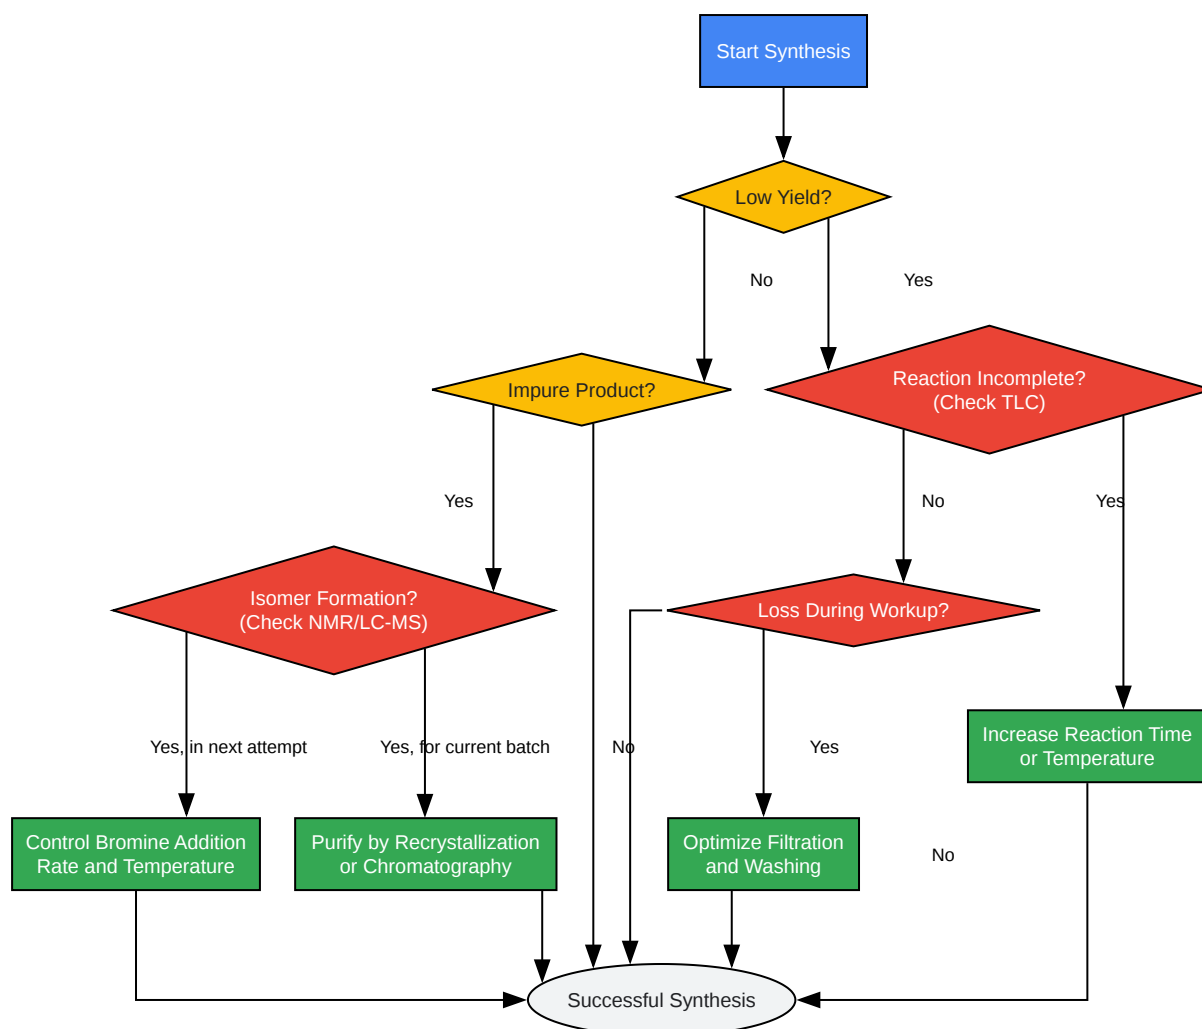 Start Synthesis
Low Yield?
No
Yes
Reaction Incomplete?
(Check TLC)
Impure Product?
Yes
No
Yes
Isomer Formation?
(Check NMR/LC-MS)
Loss During Workup?
Increase Reaction Time
or Temperature
Yes, in next attempt
Yes, for current batch
No
Yes
Control Bromine Addition
Rate and Temperature
Purify by Recrystallization
or Chromatography
Optimize Filtration
and Washing
No
Successful Synthesis